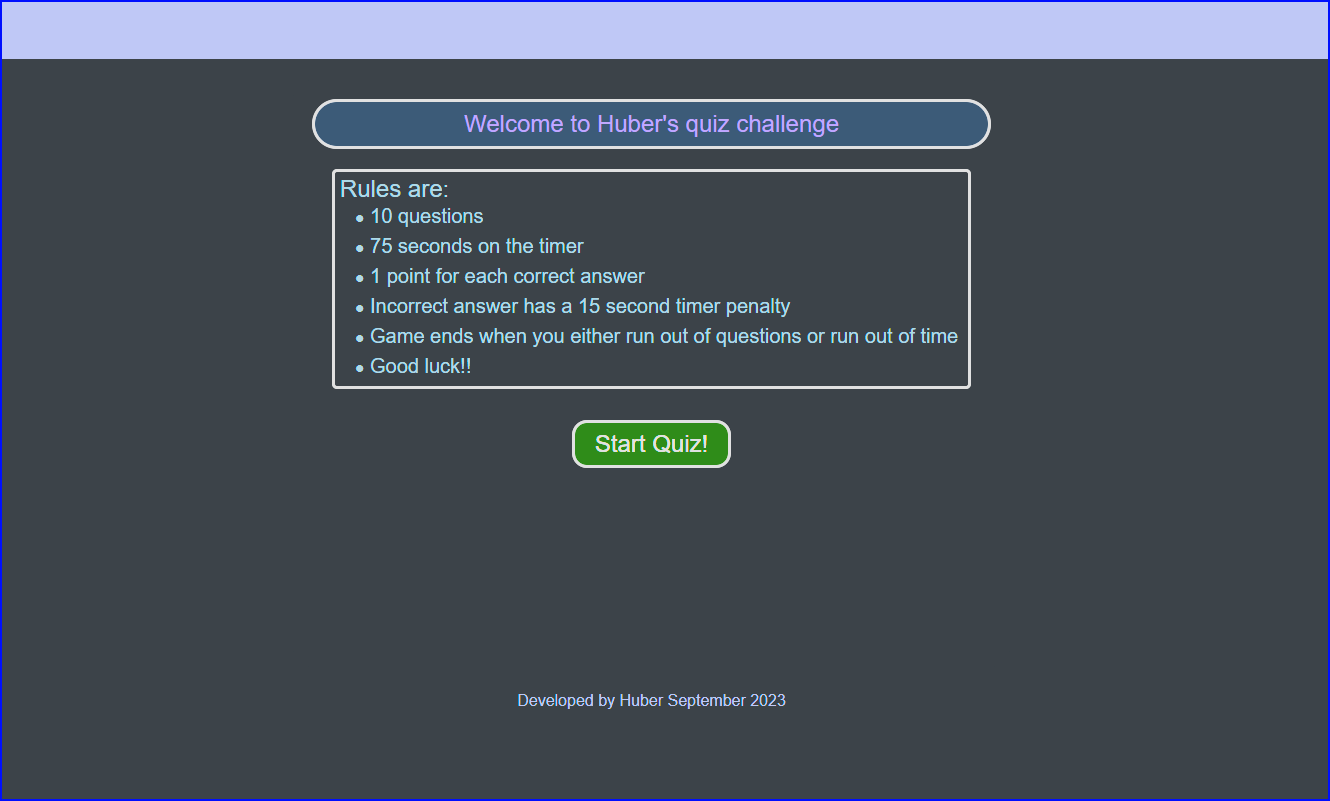 Welcome to Huber's quiz challenge
Rules are:
● 10 questions
● 75 seconds on the timer
● 1 point for each correct answer
● Incorrect answer has a 15 second timer penalty
● Game ends when you either run out of questions or run out of time
● Good luck!!
Start Quiz!
Developed by Huber September 2023